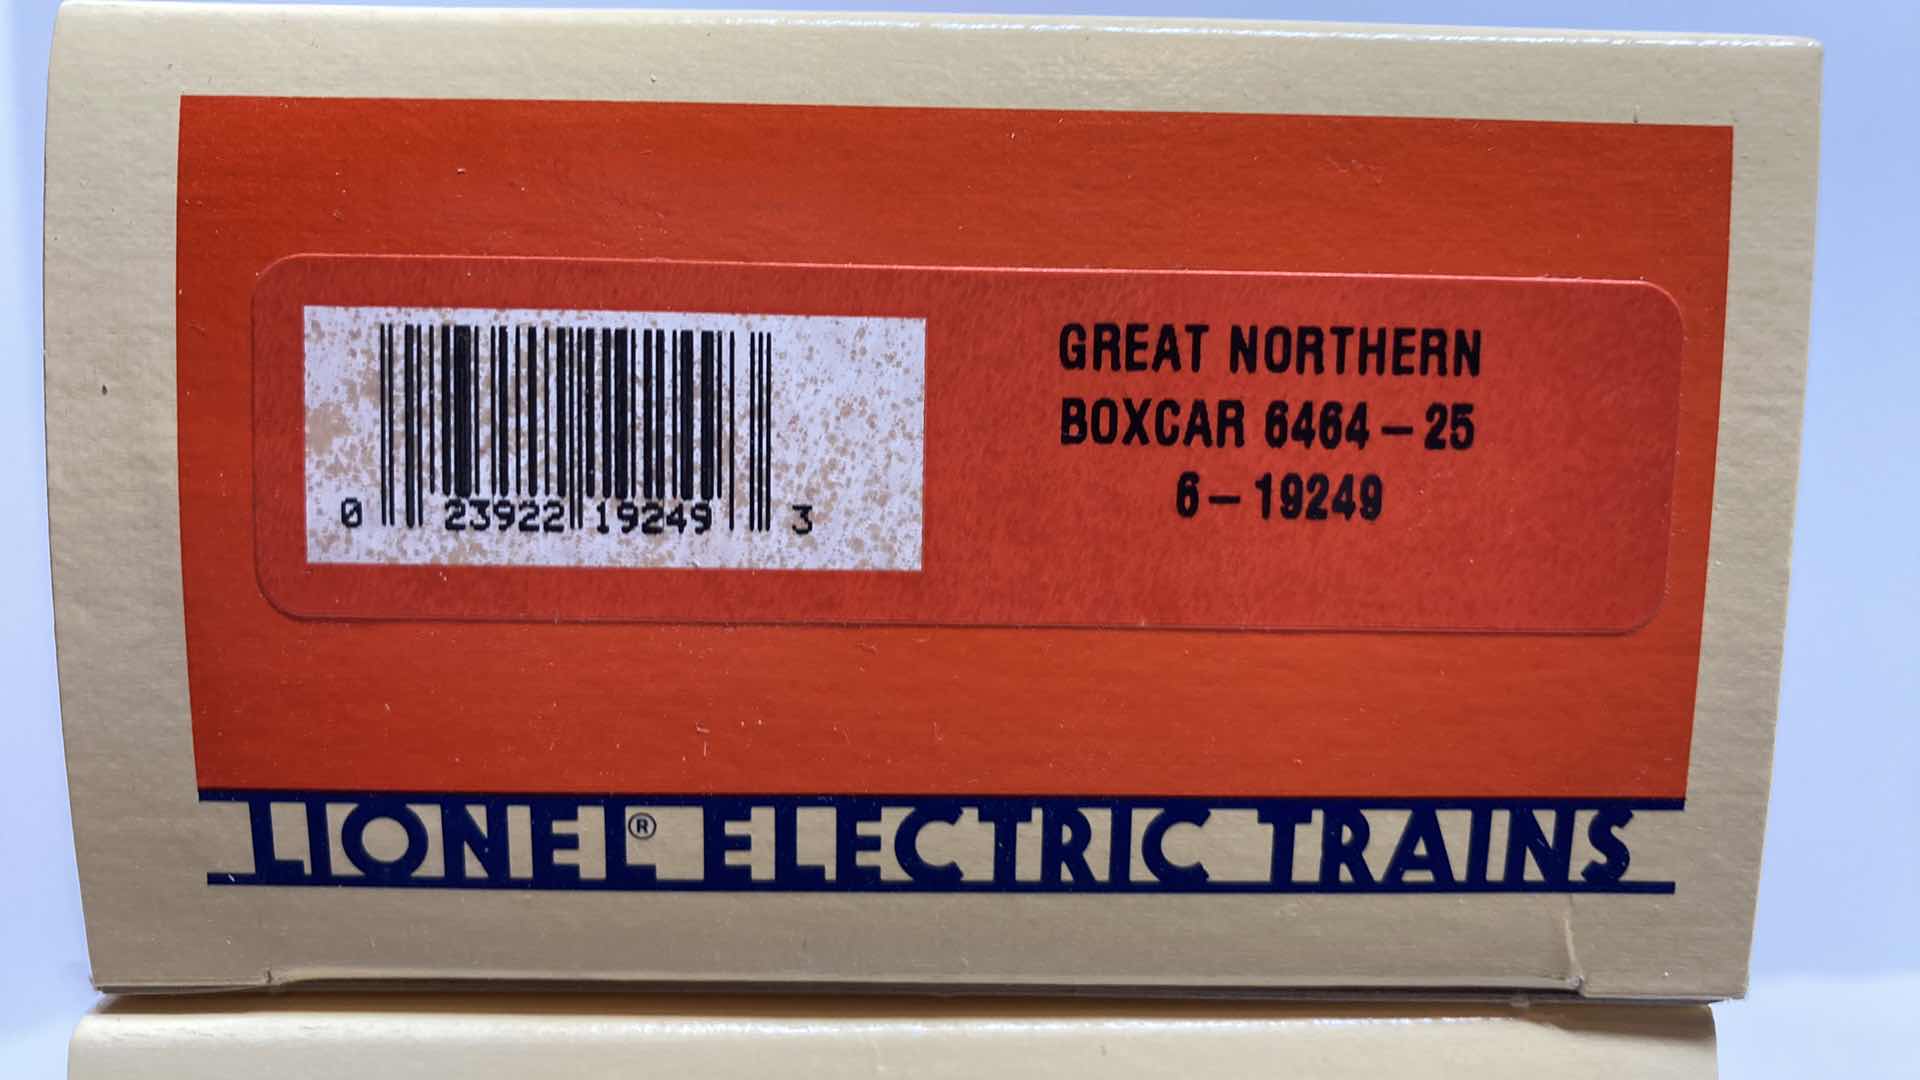 GREAT NORTHERN
BOXCAR 6464-25
6-19249
0 23922 19249 3
LIONEL® ELECTRIC TRAINS